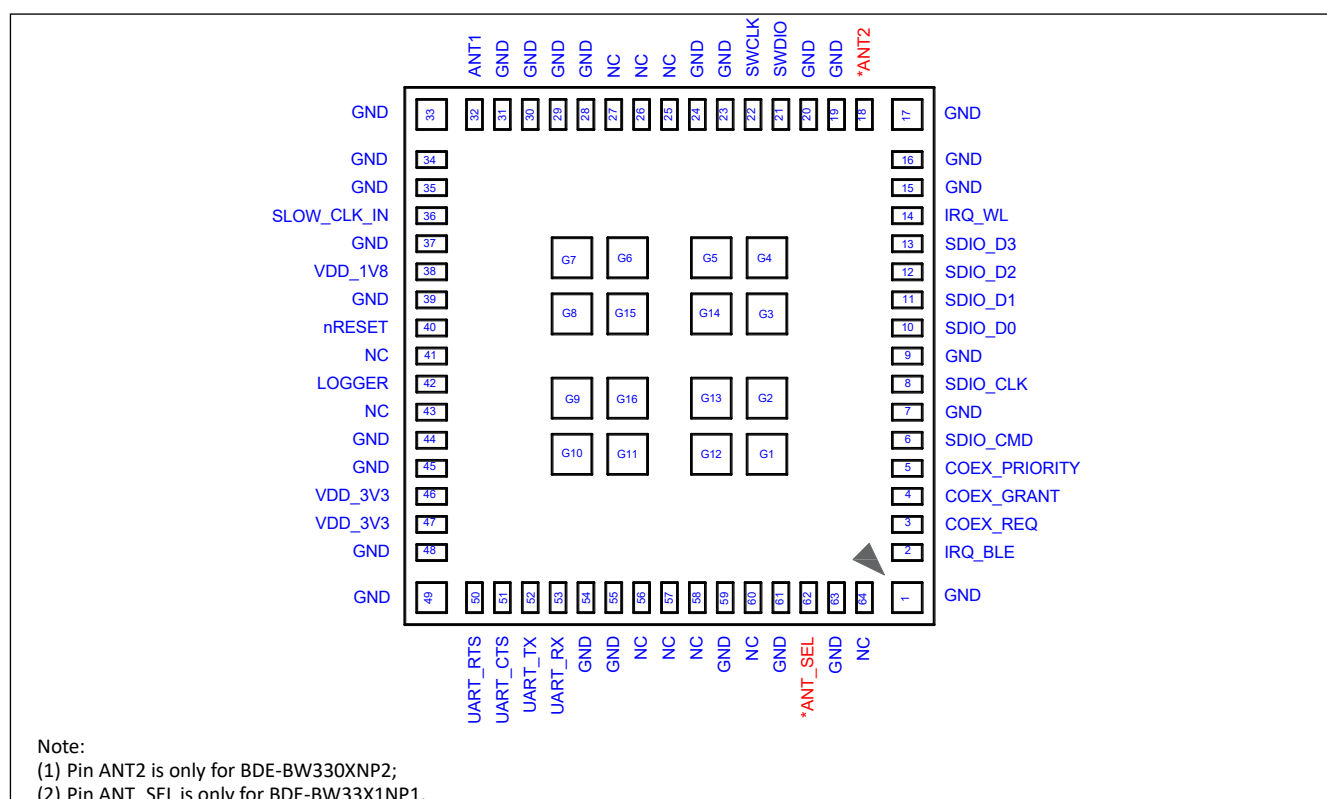 ANT1
GND
GND
GND
GND
NC
NC
NC
GND
GND
SWCLK
SWDIO
GND
GND
*ANT2
GND 33 32 31 30 29 28 27 26 25 24 23 22 21 20 19 18 17 GND
GND 34 16 GND
GND 35 15 GND
SLOW_CLK_IN 36 14 IRQ_WL
GND 37 13 SDIO_D3
G7 G6 G5 G4
VDD_1V8 38 12 SDIO_D2
GND 39 11 SDIO_D1
G8 G15 G14 G3
nRESET 40 10 SDIO_D0
NC 41 9 GND
LOGGER 42 8 SDIO_CLK
G9 G16 G13 G2
NC 43 7 GND
GND 44 6 SDIO_CMD
G10 G11 G12 G1
GND 45 5 COEX_PRIORITY
VDD_3V3 46 4 COEX_GRANT
VDD_3V3 47 3 COEX_REQ
GND 48 2 IRQ_BLE
GND 49 50 51 52 53 54 55 56 57 58 59 60 61 62 63 64 1 GND
UART_RTS
UART_CTS
UART_TX
UART_RX
GND
GND
NC
NC
NC
GND
NC
GND
*ANT_SEL
GND
NC
Note:
(1) Pin ANT2 is only for BDE-BW330XNP2;
(2) Pin ANT_SEL is only for BDE-BW33X1NP1.